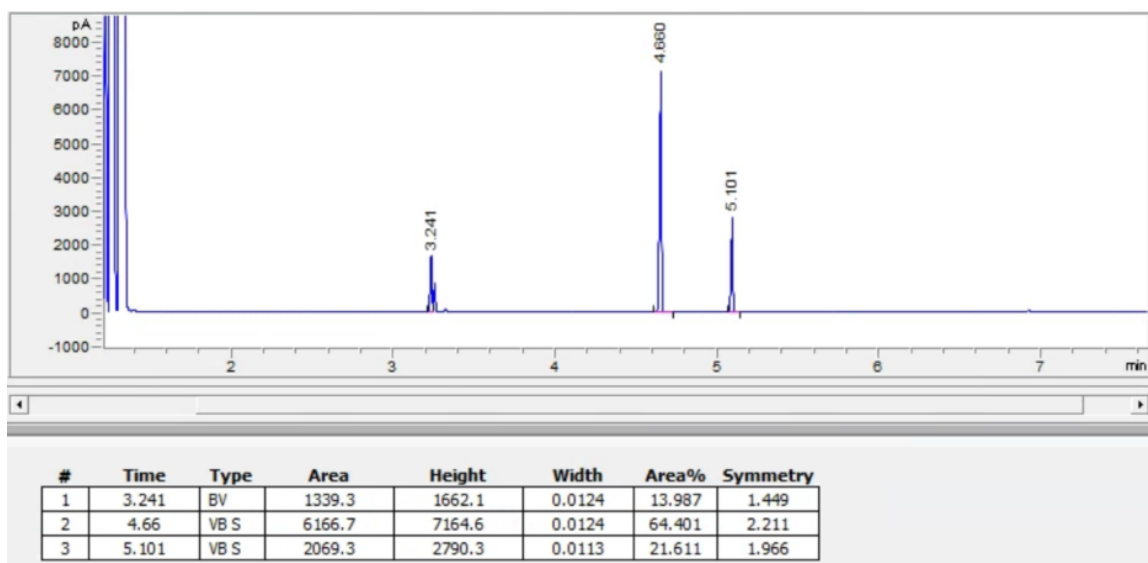 pA
8000
7000
6000
5000
4000
3000
2000
1000
0
-1000
3.241
4.660
5.101
2 3 4 5 6 7 min
# Time Type Area Height Width Area% Symmetry
1 3.241 BV 1339.3 1662.1 0.0124 13.987 1.449
2 4.66 VB S 6166.7 7164.6 0.0124 64.401 2.211
3 5.101 VB S 2069.3 2790.3 0.0113 21.611 1.966